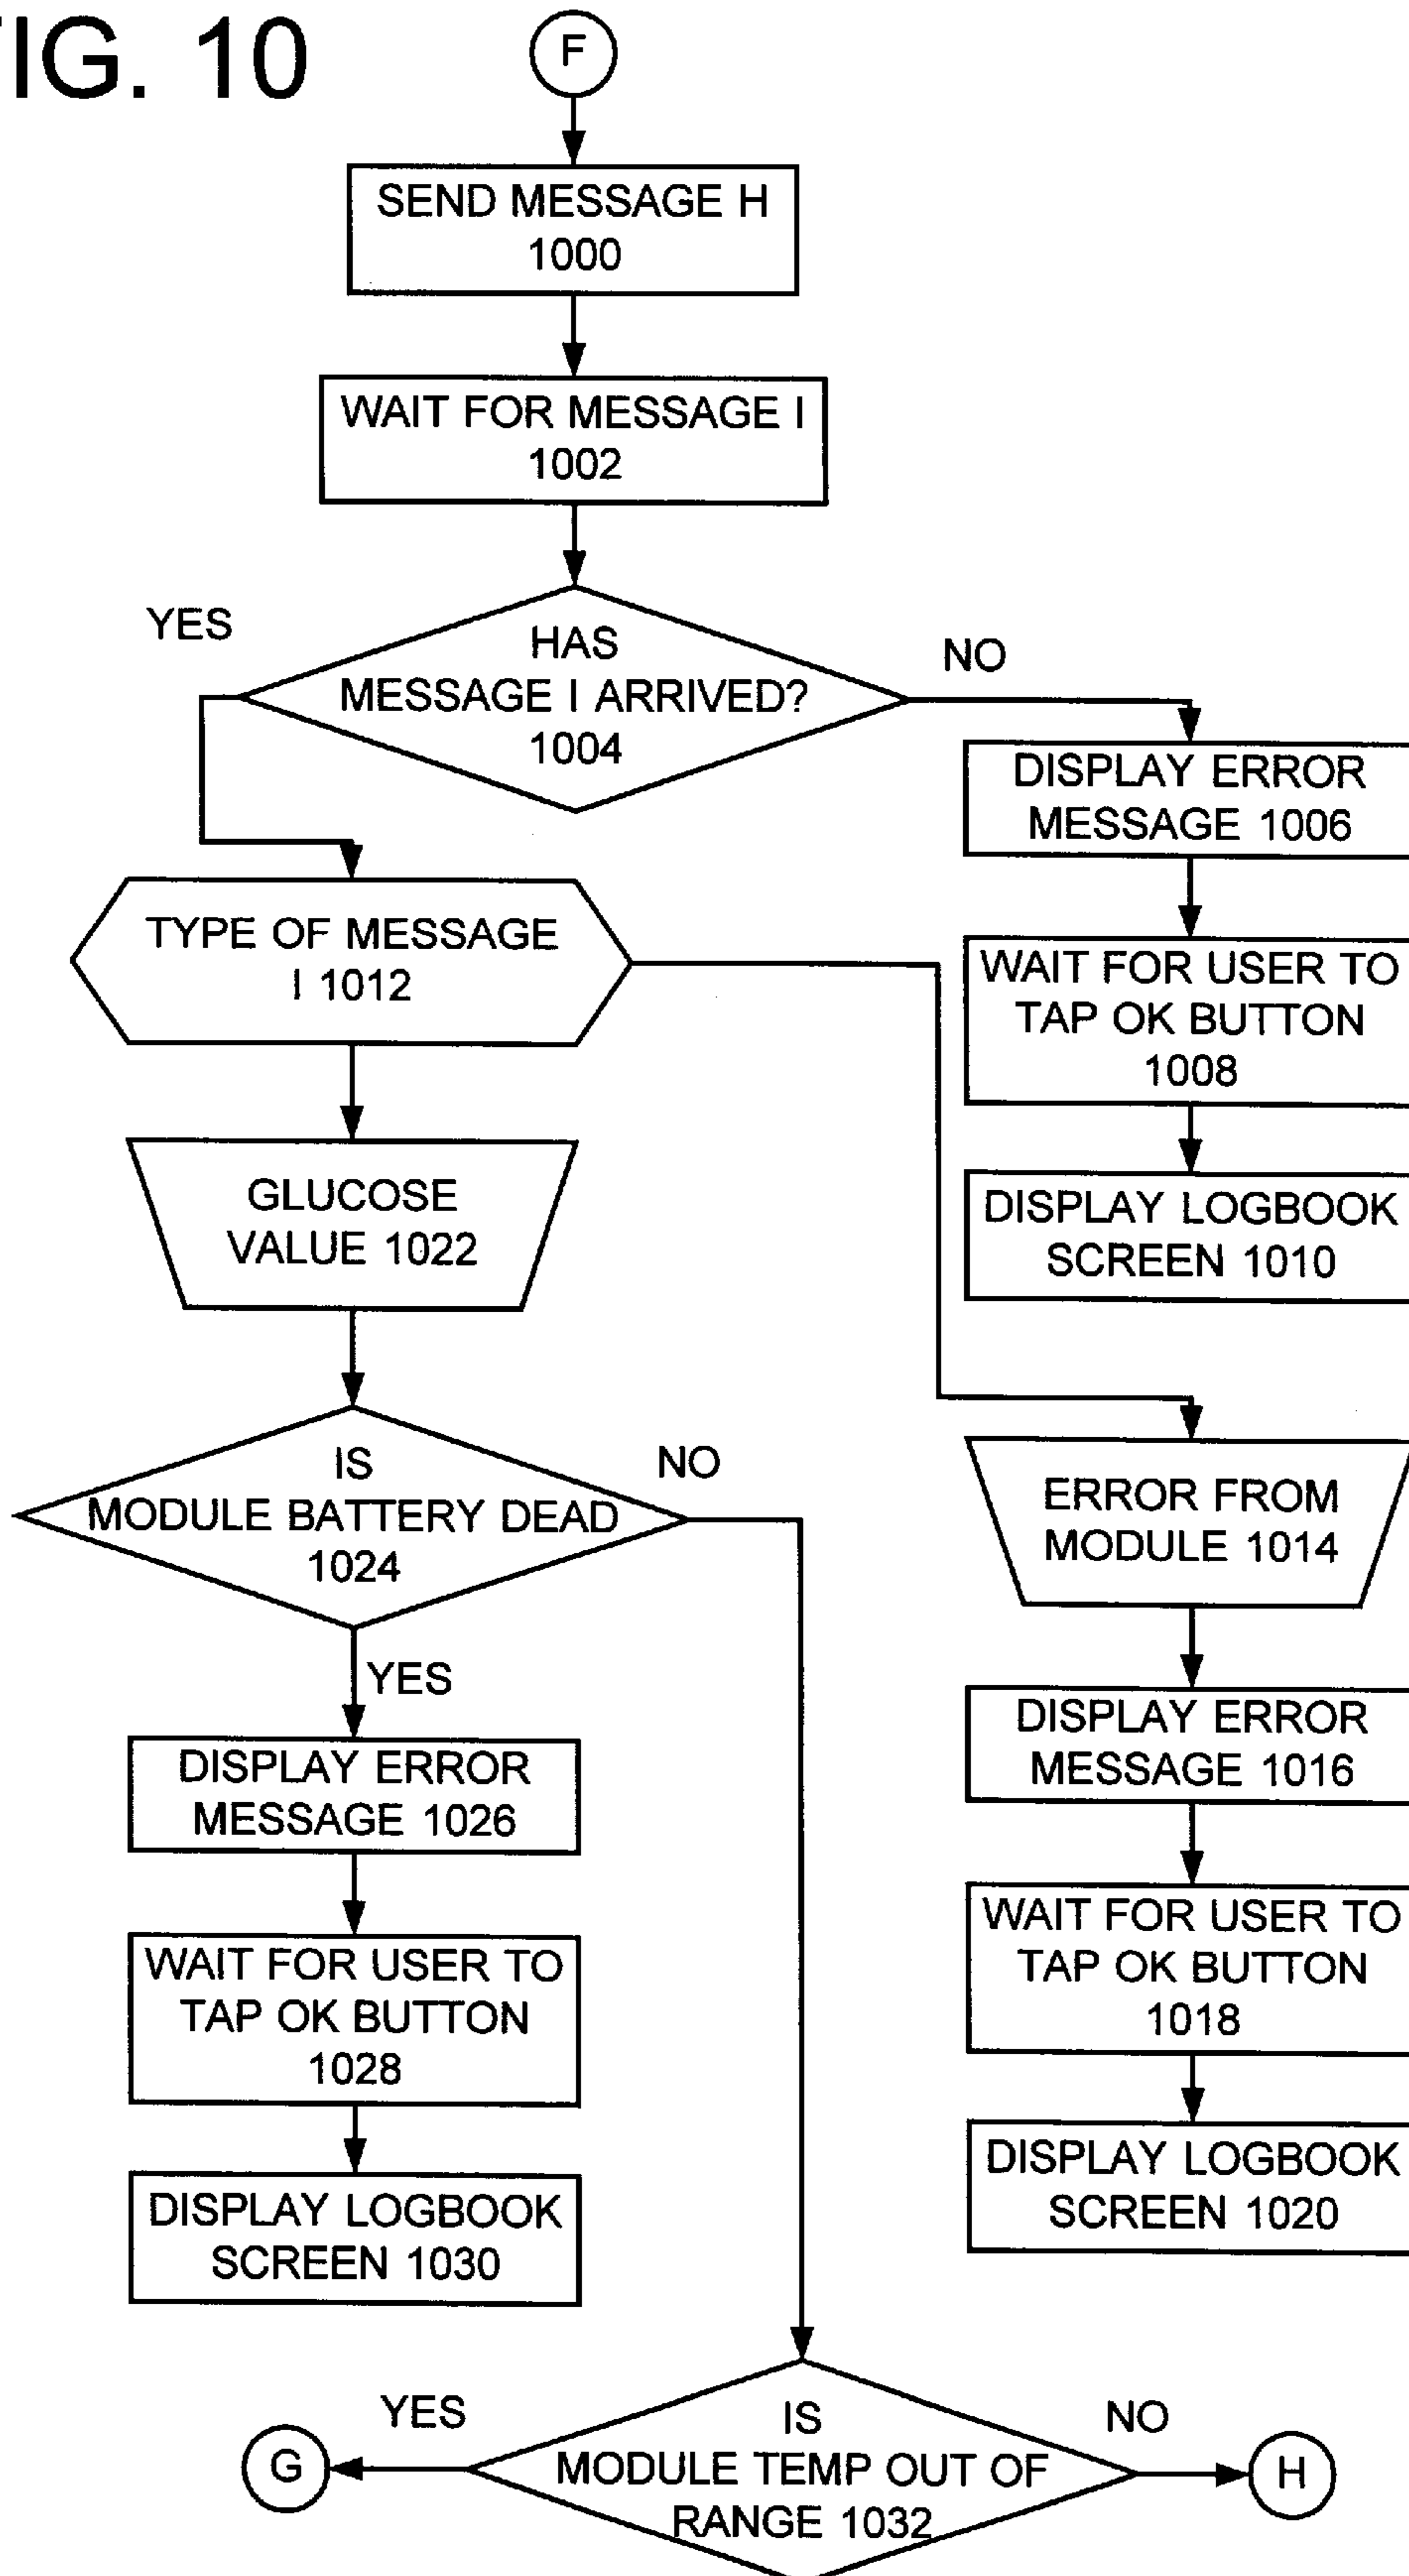 FIG. 10
F
SEND MESSAGE H
1000
WAIT FOR MESSAGE I
1002
YES
HAS
MESSAGE I ARRIVED?
1004
NO
DISPLAY ERROR
MESSAGE 1006
TYPE OF MESSAGE
I 1012
WAIT FOR USER TO
TAP OK BUTTON
1008
GLUCOSE
VALUE 1022
DISPLAY LOGBOOK
SCREEN 1010
IS
MODULE BATTERY DEAD
1024
NO
ERROR FROM
MODULE 1014
YES
DISPLAY ERROR
MESSAGE 1026
DISPLAY ERROR
MESSAGE 1016
WAIT FOR USER TO
TAP OK BUTTON
1028
WAIT FOR USER TO
TAP OK BUTTON
1018
DISPLAY LOGBOOK
SCREEN 1030
DISPLAY LOGBOOK
SCREEN 1020
YES
G
IS
MODULE TEMP OUT OF
RANGE 1032
NO
H